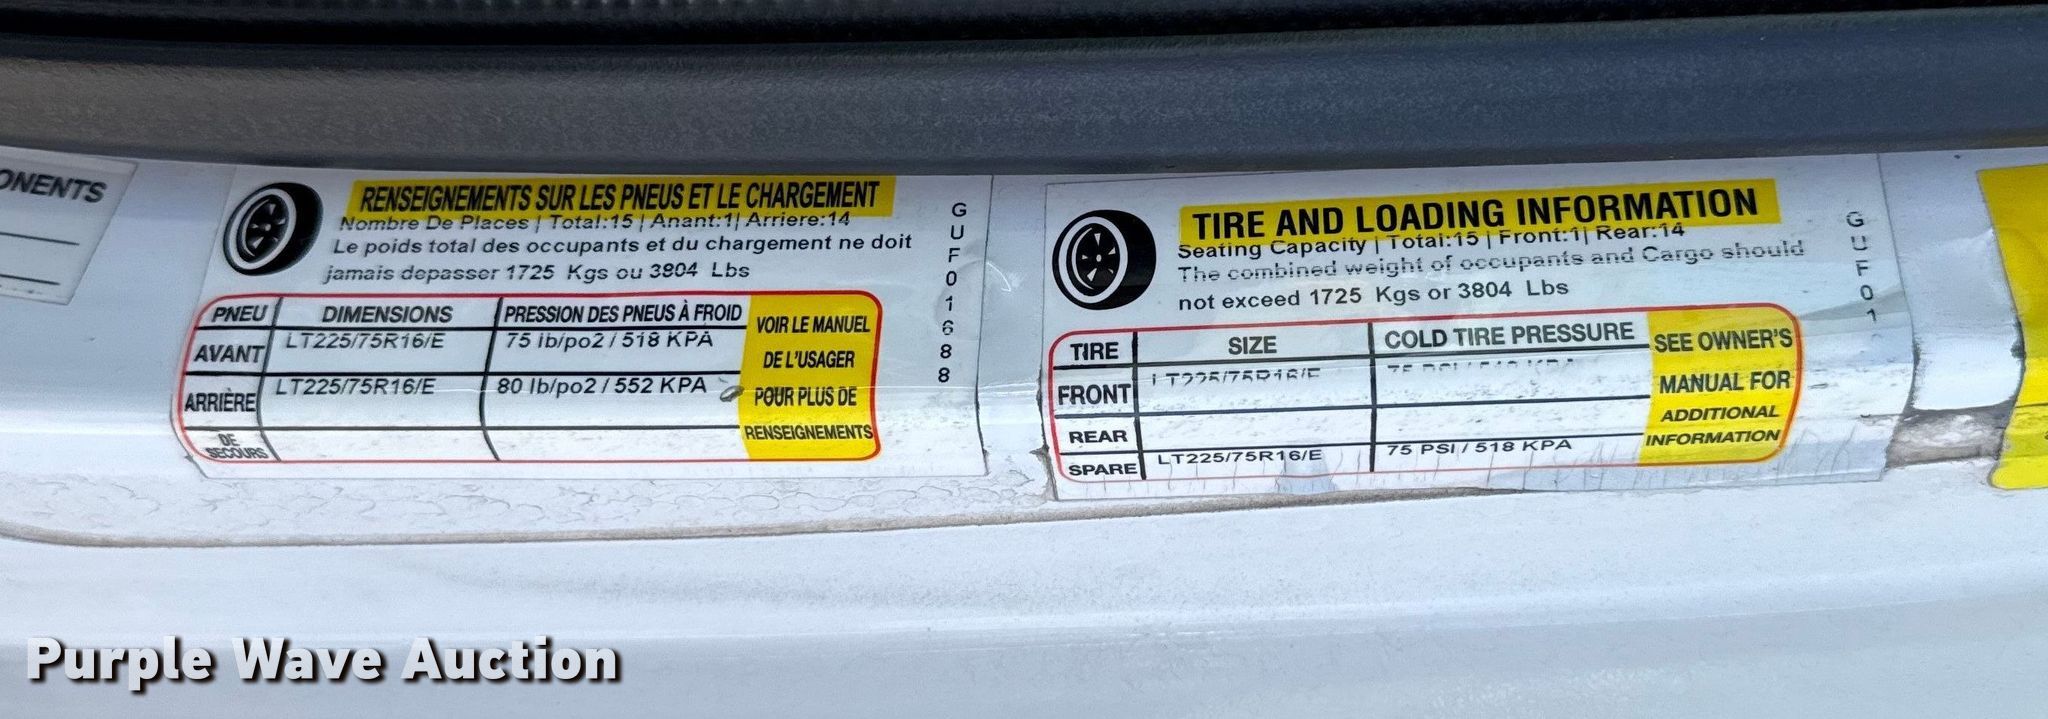 ONENTS
RENSEIGNEMENTS SUR LES PNEUS ET LE CHARGEMENT
Nombre De Places | Total:15 | Anant:1| Arriere:14
Le poids total des occupants et du chargement ne doit
jamais depasser 1725 Kgs ou 3804 Lbs
PNEU DIMENSIONS PRESSION DES PNEUS À FROID
AVANT LT225/75R16/E 75 lb/po2 / 518 KPA
ARRIÈRE LT225/75R16/E 80 lb/po2 / 552 KPA
DE
SECOURS
VOIR LE MANUEL
DE L'USAGER
POUR PLUS DE
RENSEIGNEMENTS
GUF01688
TIRE AND LOADING INFORMATION
Seating Capacity | Total:15 | Front:1| Rear:14
The combined weight of occupants and Cargo should
not exceed 1725 Kgs or 3804 Lbs
TIRE SIZE COLD TIRE PRESSURE
FRONT LT225/75R16/E 75 PSI / 518 KPA
REAR
SPARE LT225/75R16/E 75 PSI / 518 KPA
SEE OWNER'S
MANUAL FOR
ADDITIONAL
INFORMATION
GUF01
Purple Wave Auction